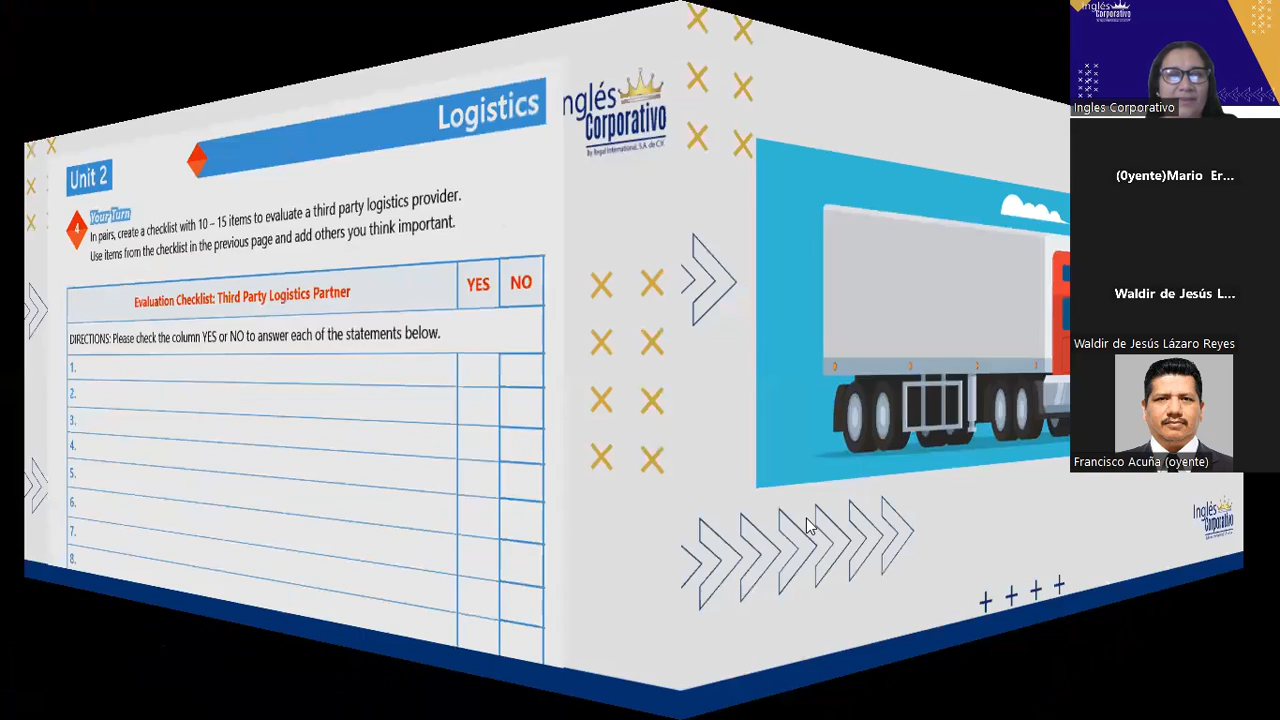 Logistics
Inglés
Corporativo
By Regal International, S.A. de C.V.
Unit 2
4
Your Turn
In pairs, create a checklist with 10 – 15 items to evaluate a third party logistics provider.
Use items from the checklist in the previous page and add others you think important.
Evaluation Checklist: Third Party Logistics Partner
YES
NO
DIRECTIONS: Please check the column YES or NO to answer each of the statements below.
1.
2.
3.
4.
5.
6.
7.
8.
Inglés
Corporativo
Inglés
Corporativo
Ingles Corporativo
(Oyente)Mario Er...
Waldir de Jesús L...
Waldir de Jesús Lázaro Reyes
Francisco Acuña (oyente)